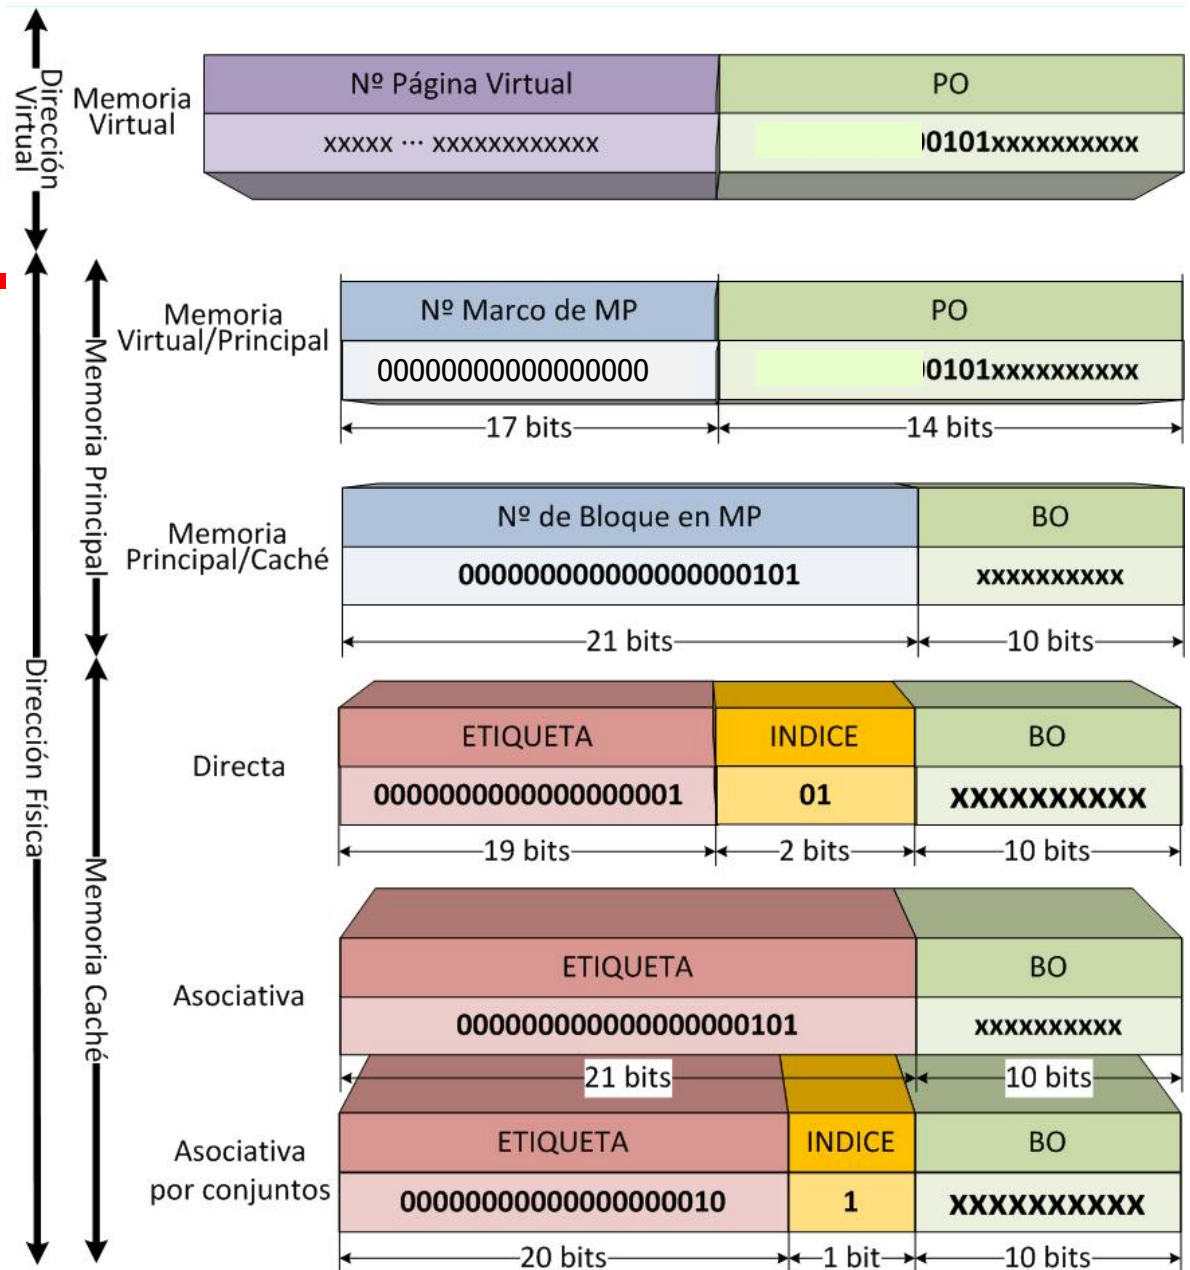 Dirección Virtual
Memoria Virtual
Nº Página Virtual
PO
xxxxx ··· xxxxxxxxxxxx
00101xxxxxxxxxx
Dirección Física
Memoria Principal
Memoria Virtual/Principal
Nº Marco de MP
PO
00000000000000000
00101xxxxxxxxxx
17 bits
14 bits
Memoria Principal/Caché
Nº de Bloque en MP
BO
000000000000000000101
xxxxxxxxxx
21 bits
10 bits
Memoria Caché
Directa
ETIQUETA
INDICE
BO
0000000000000000001
01
xxxxxxxxxx
19 bits
2 bits
10 bits
Asociativa
ETIQUETA
BO
000000000000000000101
xxxxxxxxxx
21 bits
10 bits
Asociativa por conjuntos
ETIQUETA
INDICE
BO
00000000000000000010
1
xxxxxxxxxx
20 bits
1 bit
10 bits